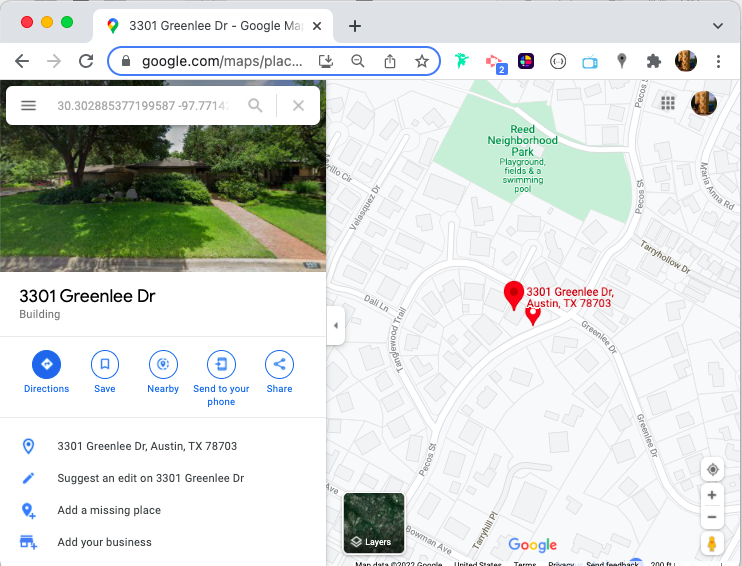 3301 Greenlee Dr - Google Ma
google.com/maps/plac...
2
30.302885377199587 -97.7714
3301 Greenlee Dr
Building
Directions
Save
Nearby
Send to your
phone
Share
3301 Greenlee Dr, Austin, TX 78703
Suggest an edit on 3301 Greenlee Dr
Add a missing place
Add your business
Reed
Neighborhood
Park
Playground,
fields & a
swimming
pool
Pecos St
Pecos St
Maria Anna Rd
Velasquez Dr
Cir
Tarryhollow Dr
3301 Greenlee Dr,
Austin, TX 78703
Dali Ln
Tanglewood Trail
Greenlee Dr
Greenlee Dr
Pecos St
Ave
Bowman Ave
Tarryhill Pl
Layers
Google
Map data ©2022 Google
United States
Terms
Privacy
Send feedback
200 ft